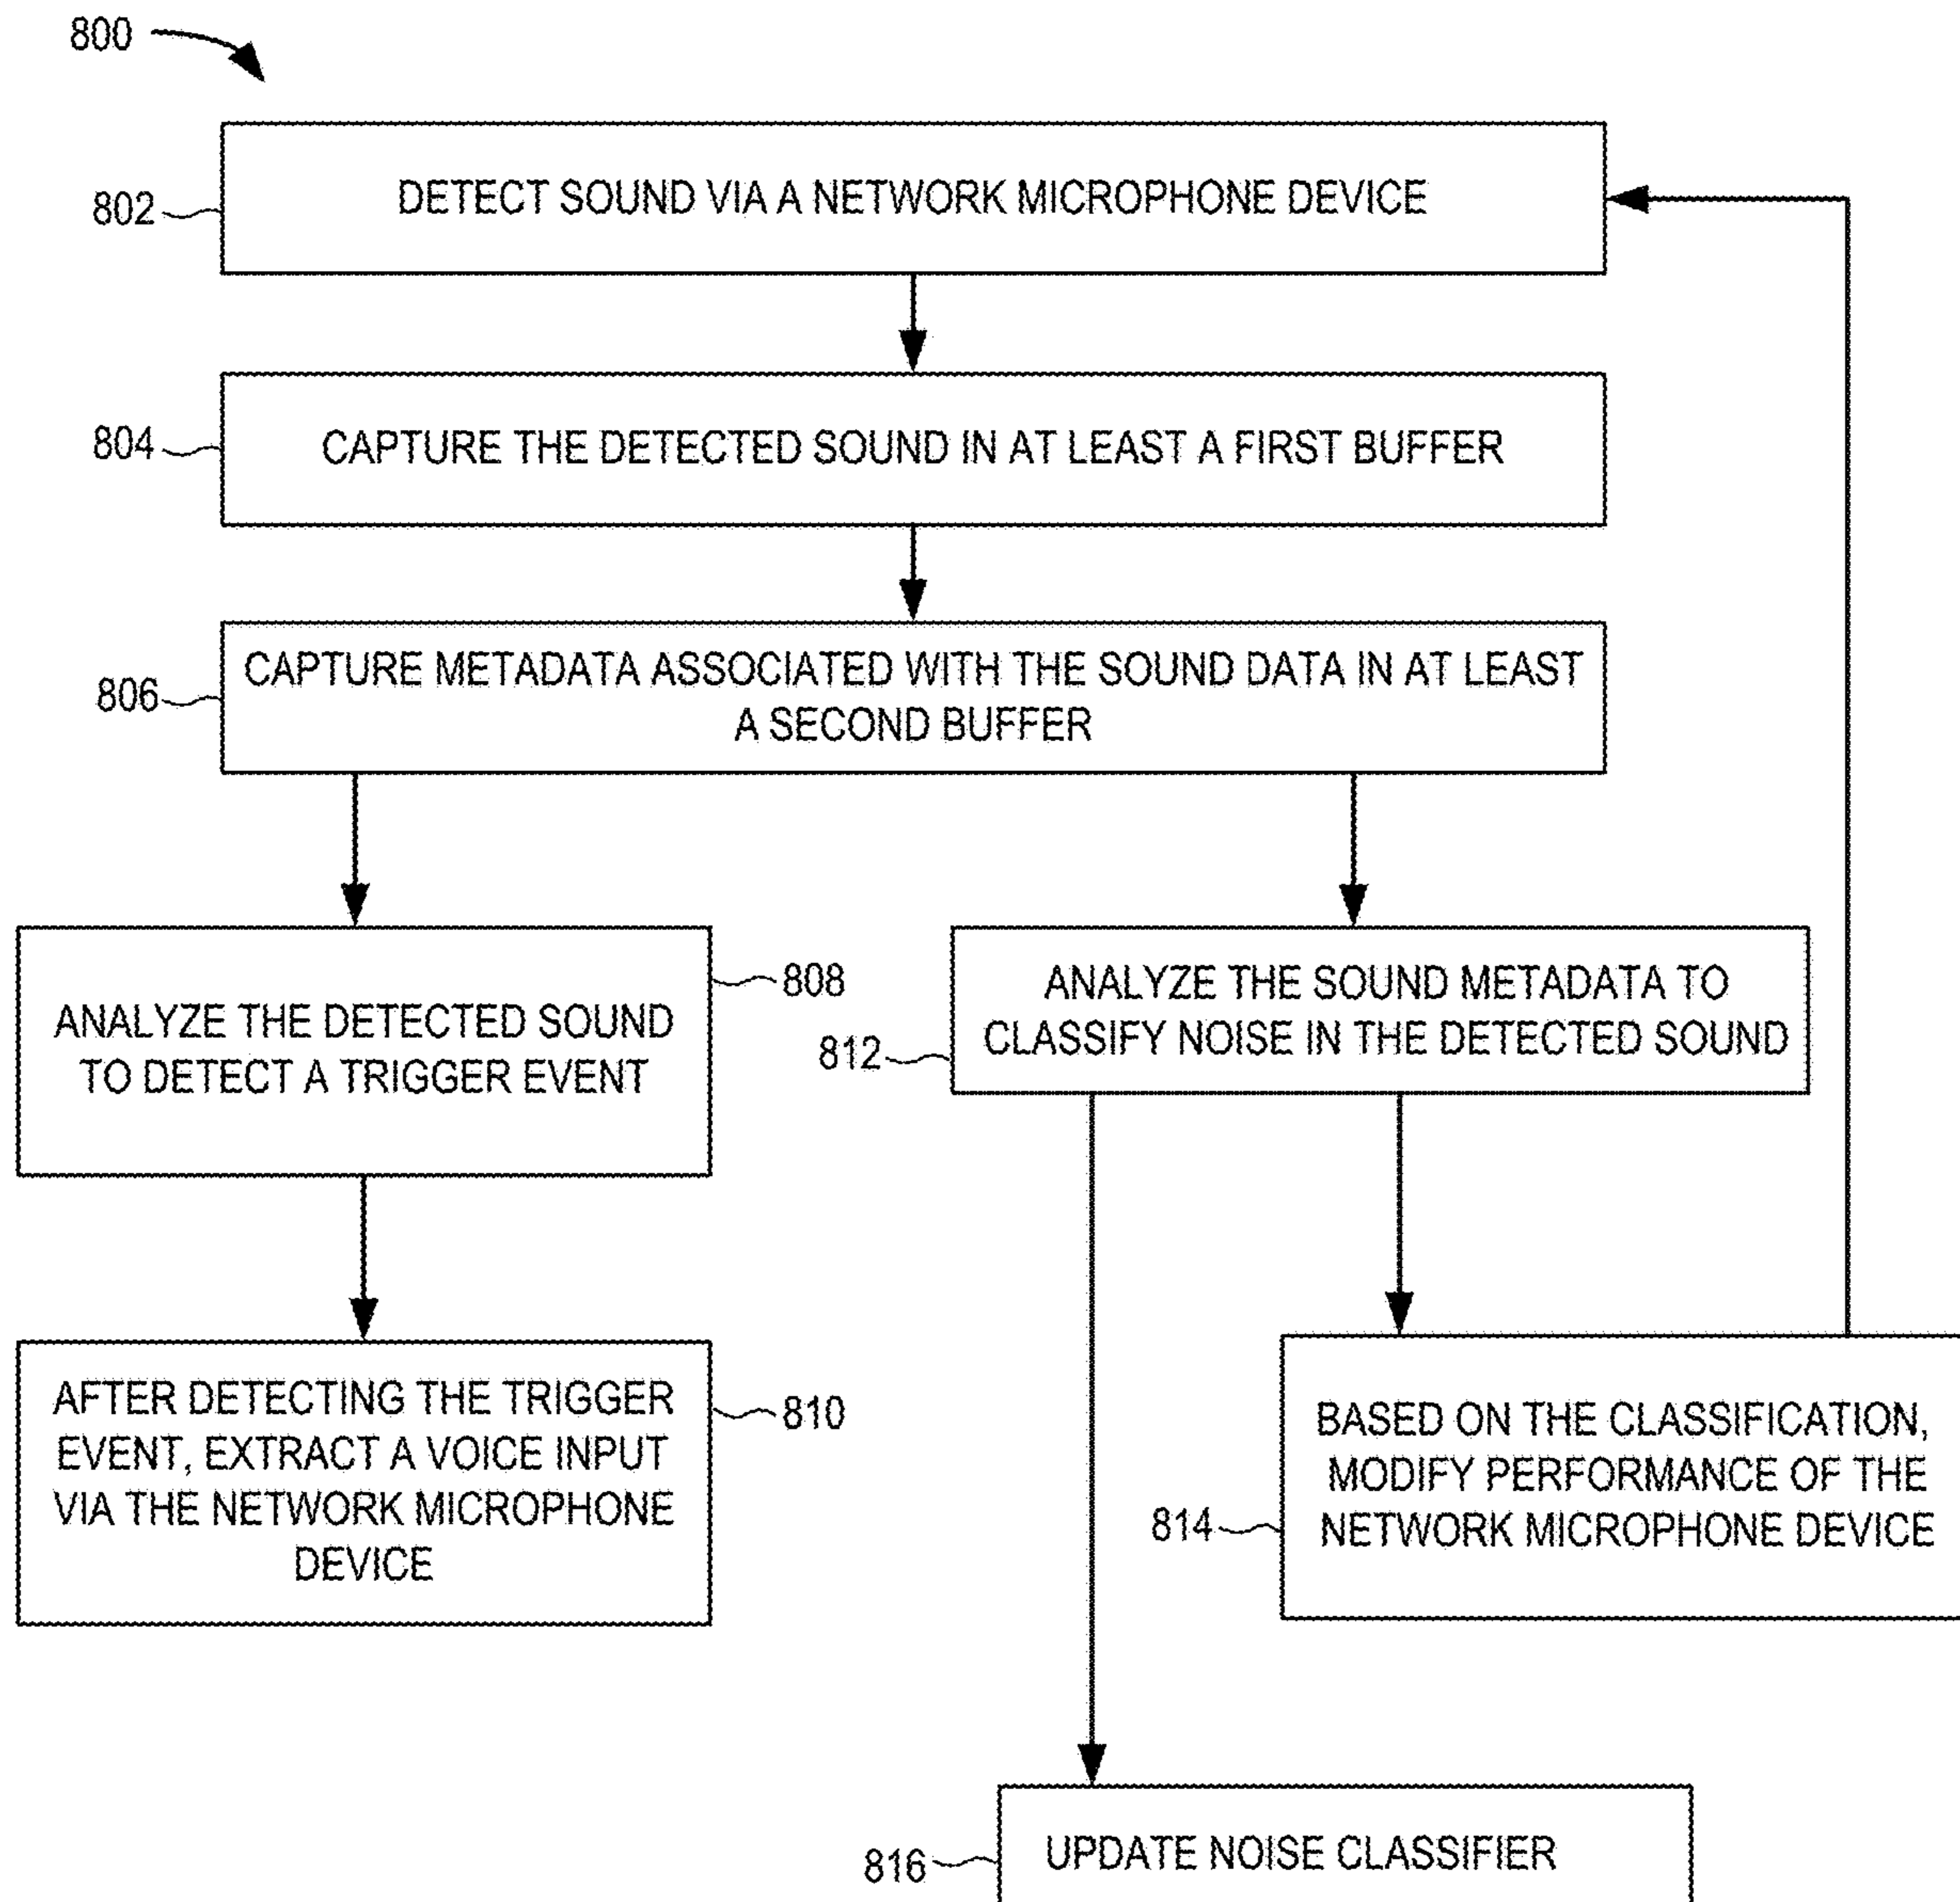 800
802
DETECT SOUND VIA A NETWORK MICROPHONE DEVICE
804
CAPTURE THE DETECTED SOUND IN AT LEAST A FIRST BUFFER
806
CAPTURE METADATA ASSOCIATED WITH THE SOUND DATA IN AT LEAST
A SECOND BUFFER
808
ANALYZE THE DETECTED SOUND
TO DETECT A TRIGGER EVENT
812
ANALYZE THE SOUND METADATA TO
CLASSIFY NOISE IN THE DETECTED SOUND
810
AFTER DETECTING THE TRIGGER
EVENT, EXTRACT A VOICE INPUT
VIA THE NETWORK MICROPHONE
DEVICE
814
BASED ON THE CLASSIFICATION,
MODIFY PERFORMANCE OF THE
NETWORK MICROPHONE DEVICE
816
UPDATE NOISE CLASSIFIER